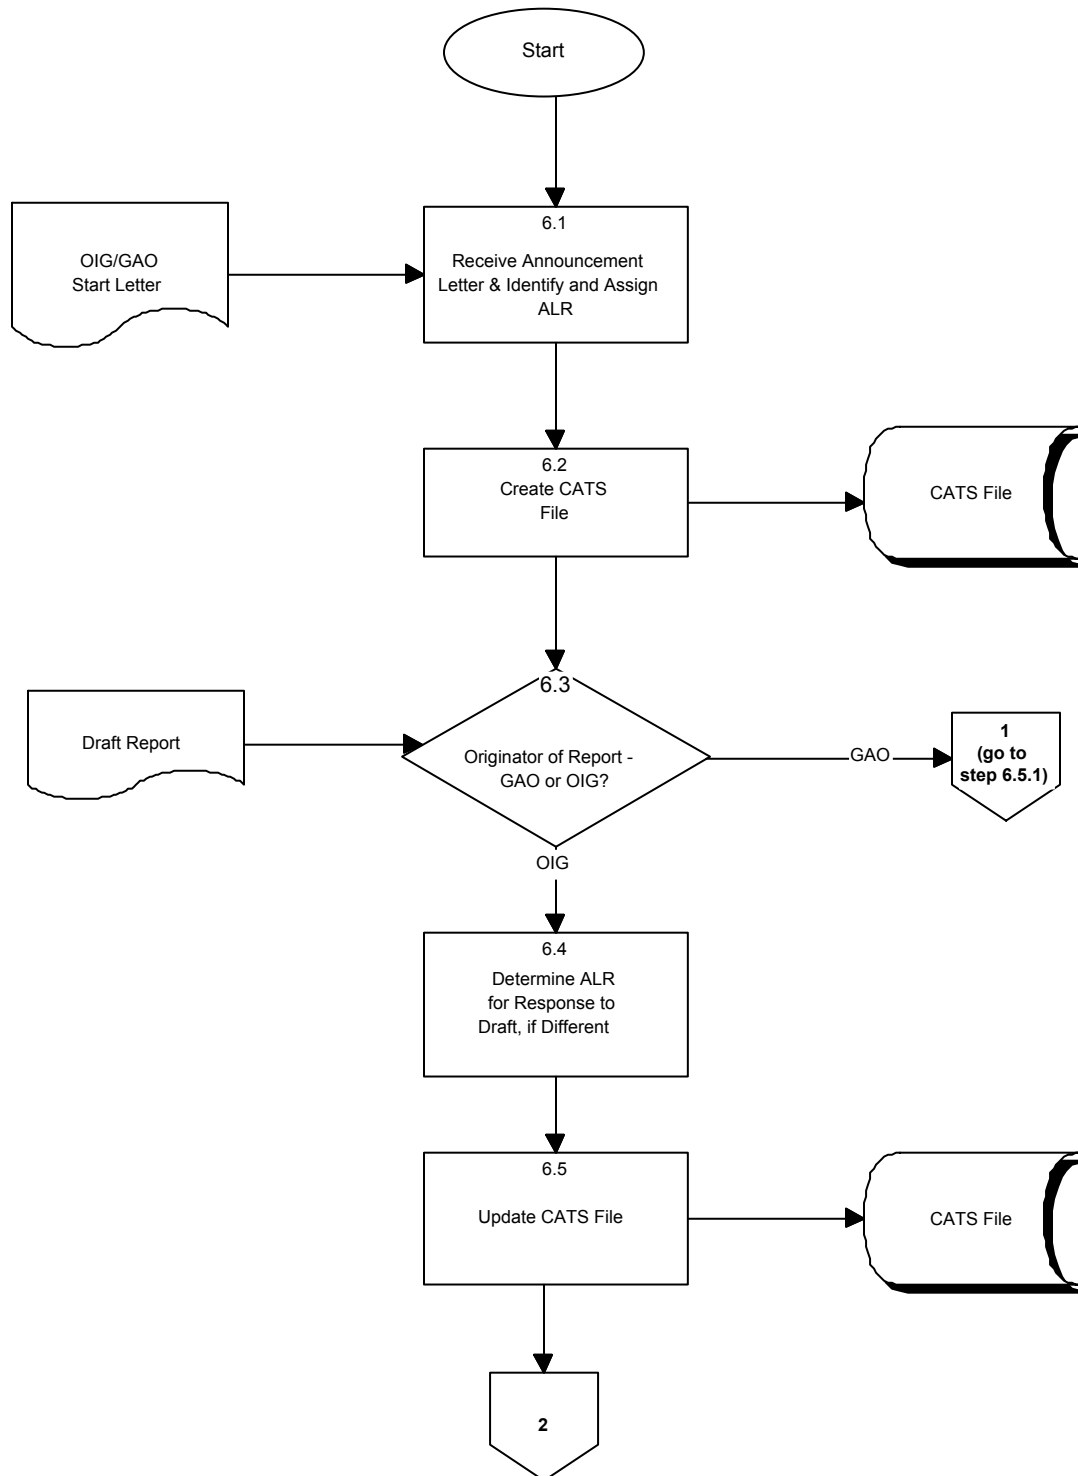 Start
OIG/GAO
Start Letter
6.1
Receive Announcement
Letter & Identify and Assign
ALR
6.2
Create CATS
File
CATS File
Draft Report
6.3
Originator of Report -
GAO or OIG?
GAO
1
(go to
step 6.5.1)
OIG
6.4
Determine ALR
for Response to
Draft, if Different
6.5
Update CATS File
CATS File
2